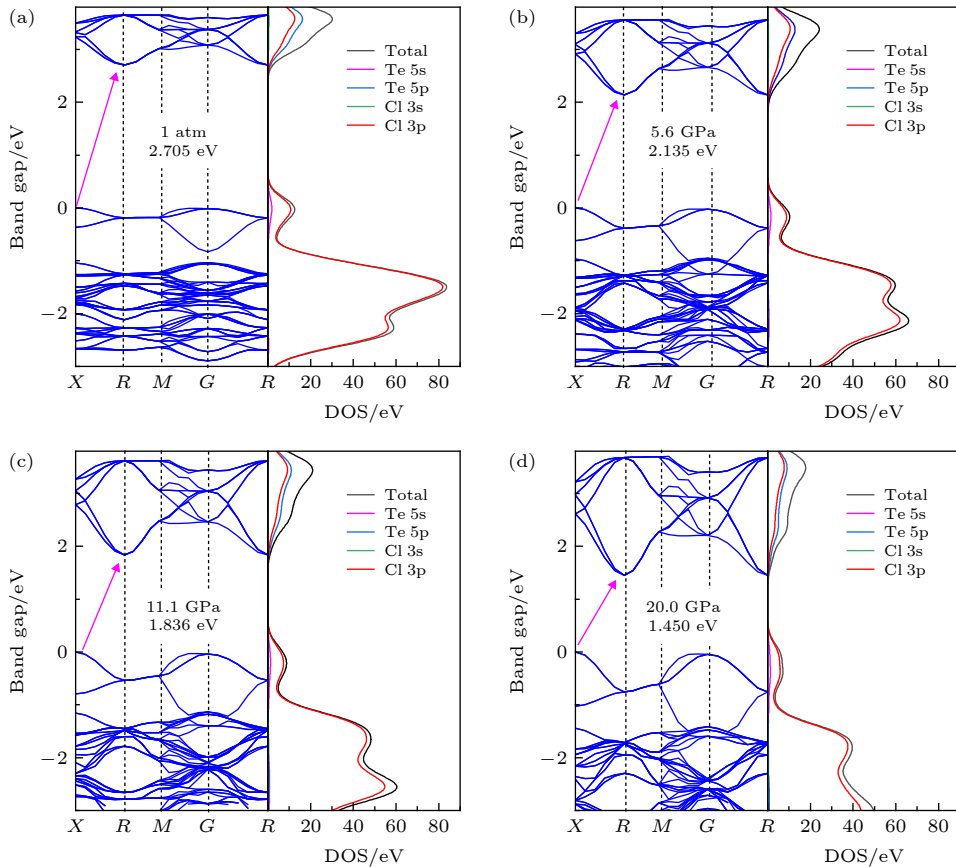 (a)
Band gap/eV
2
0
−2
1 atm
2.705 eV
Total
Te 5s
Te 5p
Cl 3s
Cl 3p
X R M G R 20 40 60 80
DOS/eV
(b)
Band gap/eV
2
0
−2
5.6 GPa
2.135 eV
Total
Te 5s
Te 5p
Cl 3s
Cl 3p
X R M G R 20 40 60 80
DOS/eV
(c)
Band gap/eV
2
0
−2
11.1 GPa
1.836 eV
Total
Te 5s
Te 5p
Cl 3s
Cl 3p
X R M G R 20 40 60 80
DOS/eV
(d)
Band gap/eV
2
0
−2
20.0 GPa
1.450 eV
Total
Te 5s
Te 5p
Cl 3s
Cl 3p
X R M G R 20 40 60 80
DOS/eV